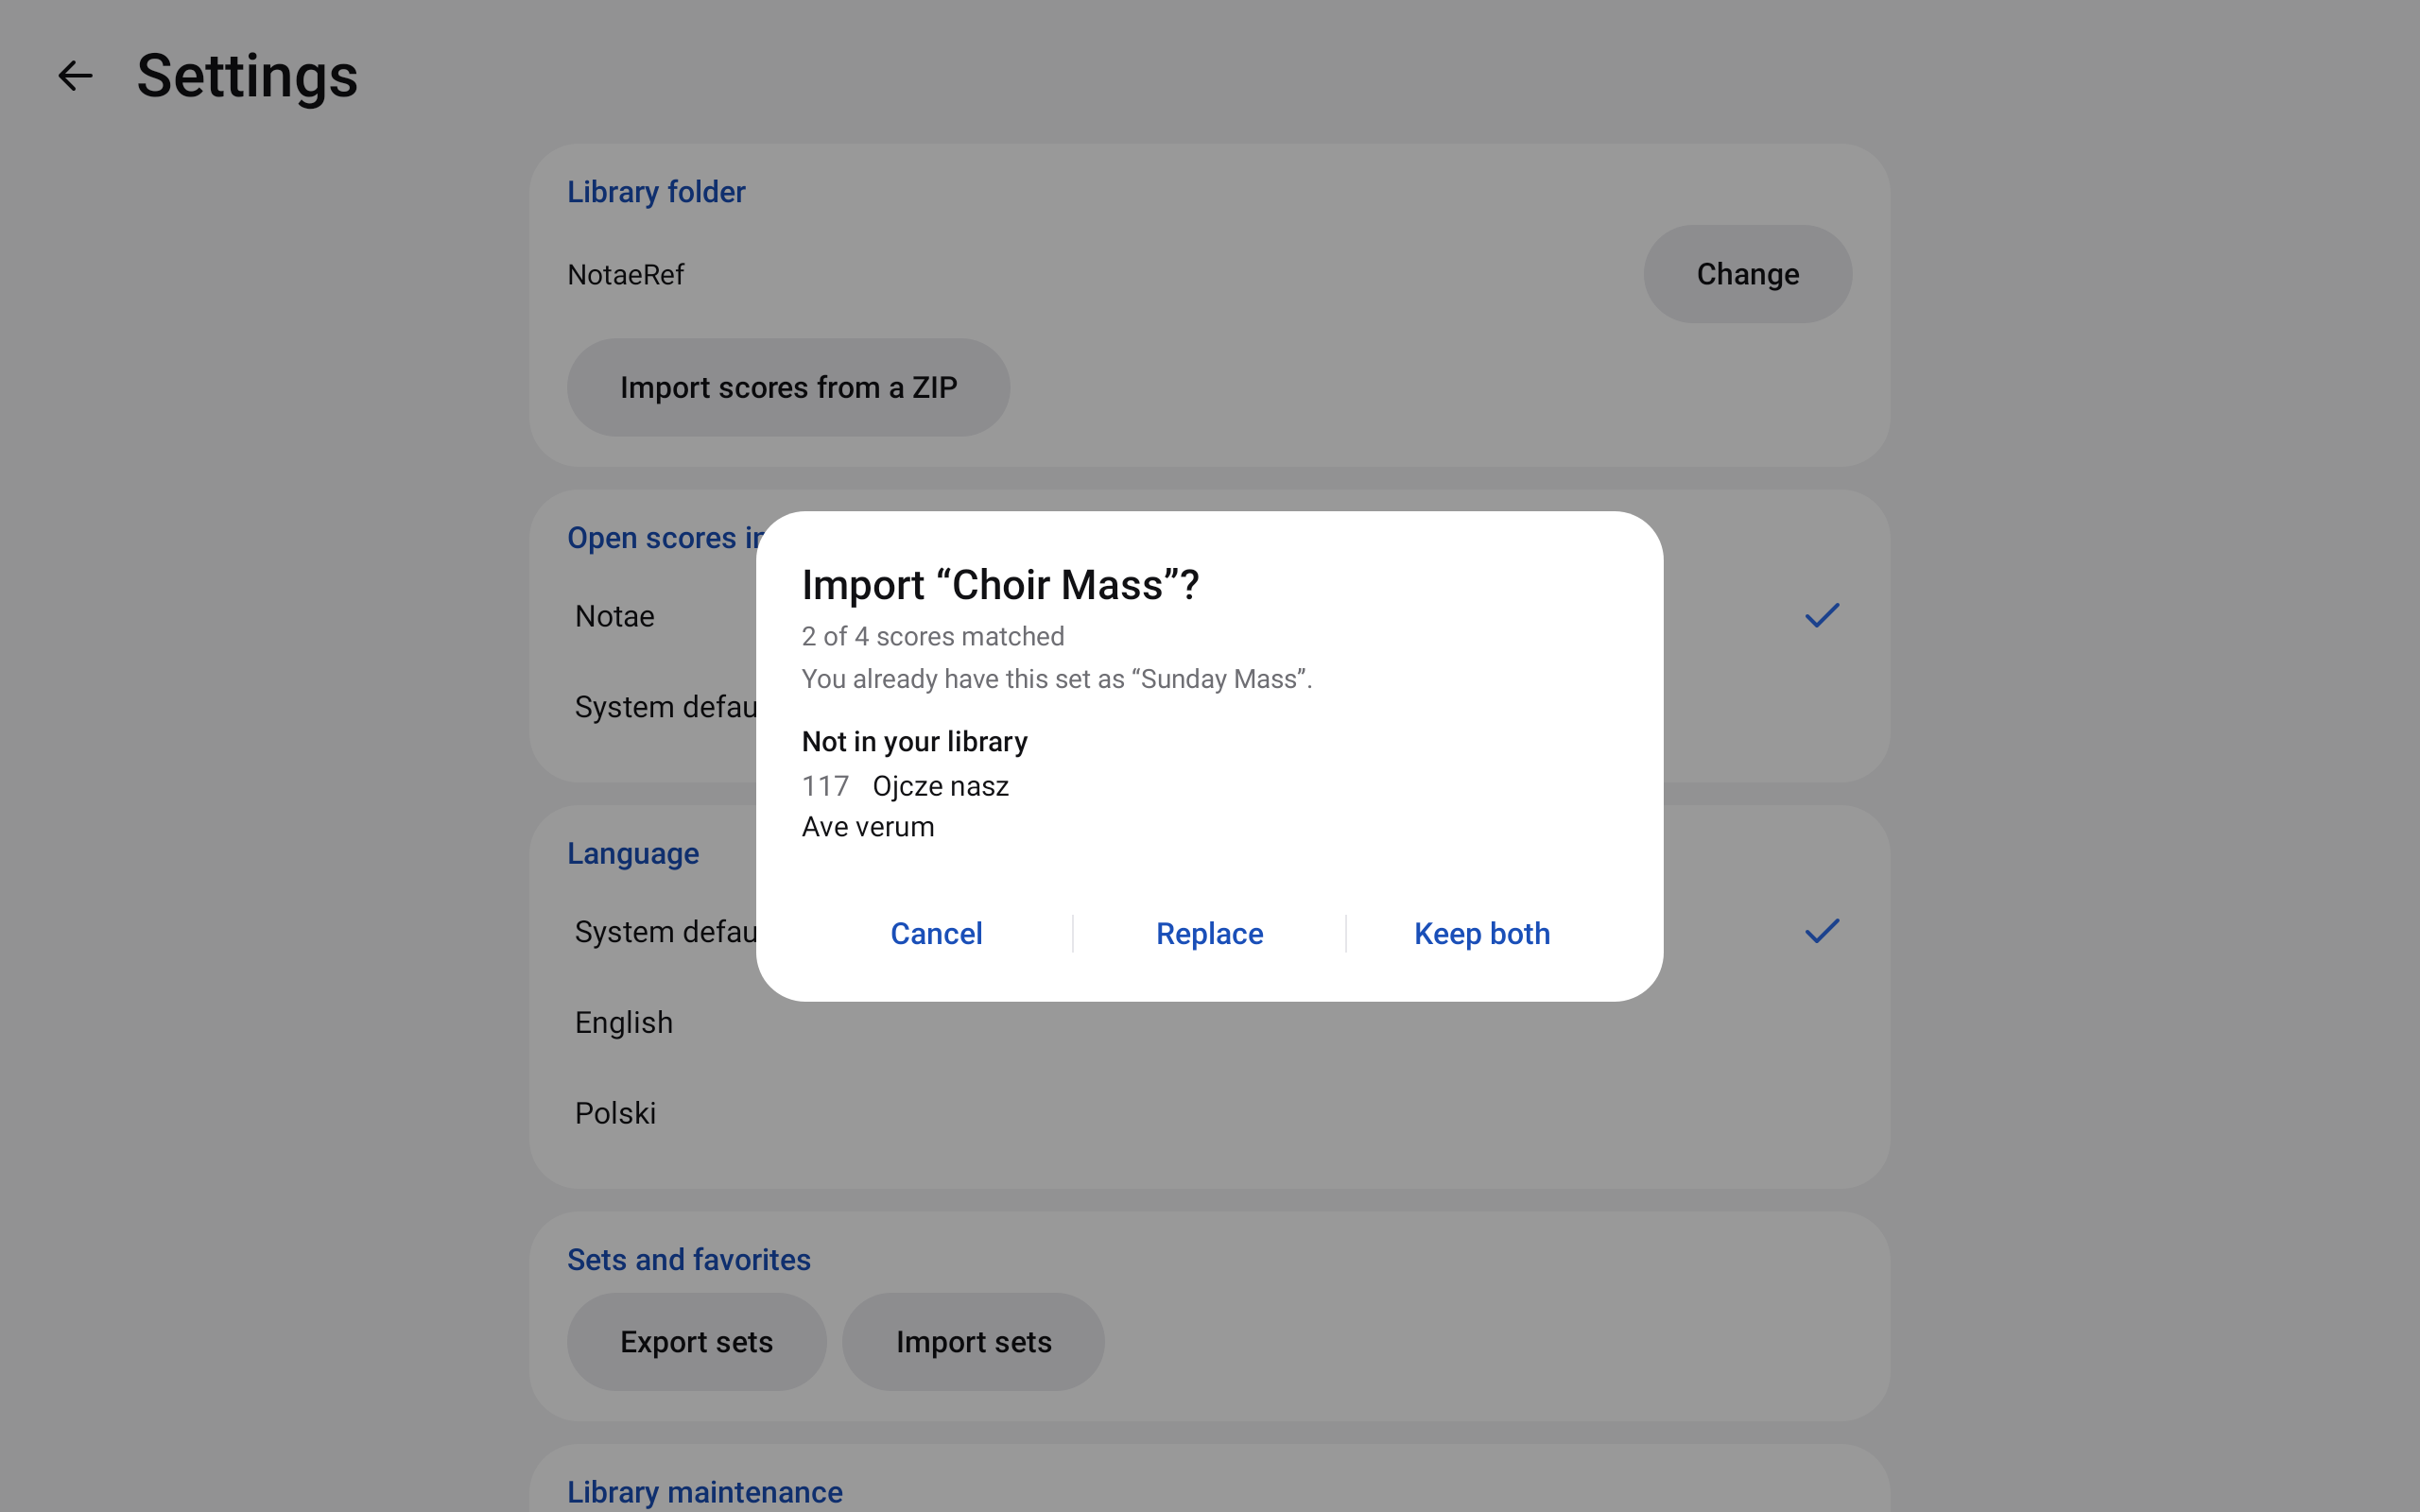 Settings
Library folder
NotaeRef
Change
Import scores from a ZIP
Open scores
Notae
System defau
Import “Choir Mass”?
2 of 4 scores matched
You already have this set as “Sunday Mass”.
Not in your library
117 Ojcze nasz
Ave verum
Cancel
Replace
Keep both
Language
System defau
English
Polski
Sets and favorites
Export sets
Import sets
Library maintenance